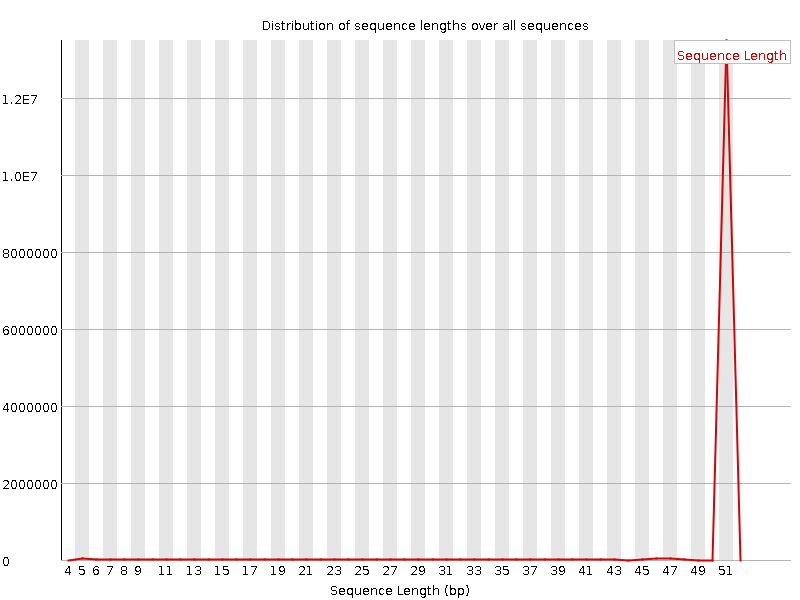 Distribution of sequence lengths over all sequences
Sequence Length
1.2E7
1.0E7
8000000
6000000
4000000
2000000
0
4 5 6 7 8 9 11 13 15 17 19 21 23 25 27 29 31 33 35 37 39 41 43 45 47 49 51
Sequence Length (bp)